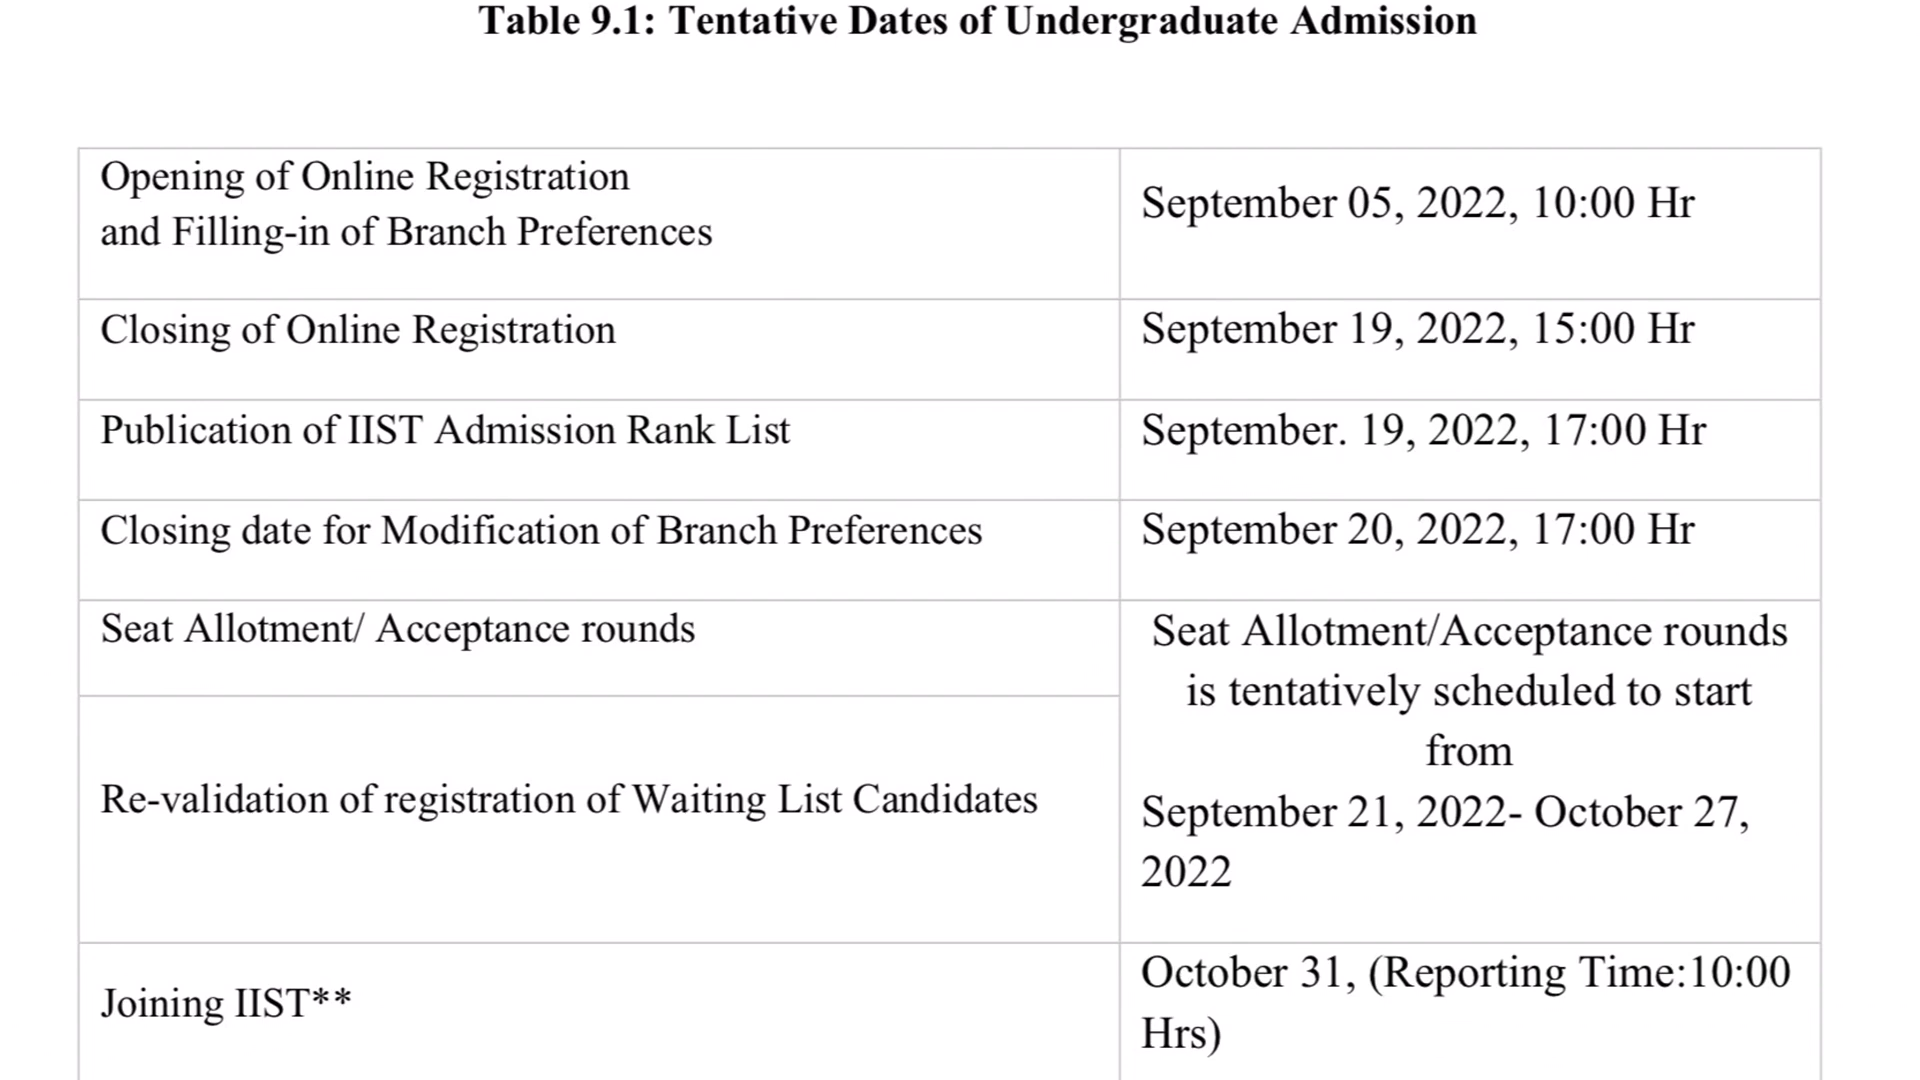 Table 9.1: Tentative Dates of Undergraduate Admission
Opening of Online Registration
and Filling-in of Branch Preferences
September 05, 2022, 10:00 Hr
Closing of Online Registration
September 19, 2022, 15:00 Hr
Publication of IIST Admission Rank List
September. 19, 2022, 17:00 Hr
Closing date for Modification of Branch Preferences
September 20, 2022, 17:00 Hr
Seat Allotment/ Acceptance rounds
Re-validation of registration of Waiting List Candidates
Seat Allotment/Acceptance rounds
is tentatively scheduled to start
from
September 21, 2022- October 27,
2022
Joining IIST**
October 31, (Reporting Time:10:00
Hrs)